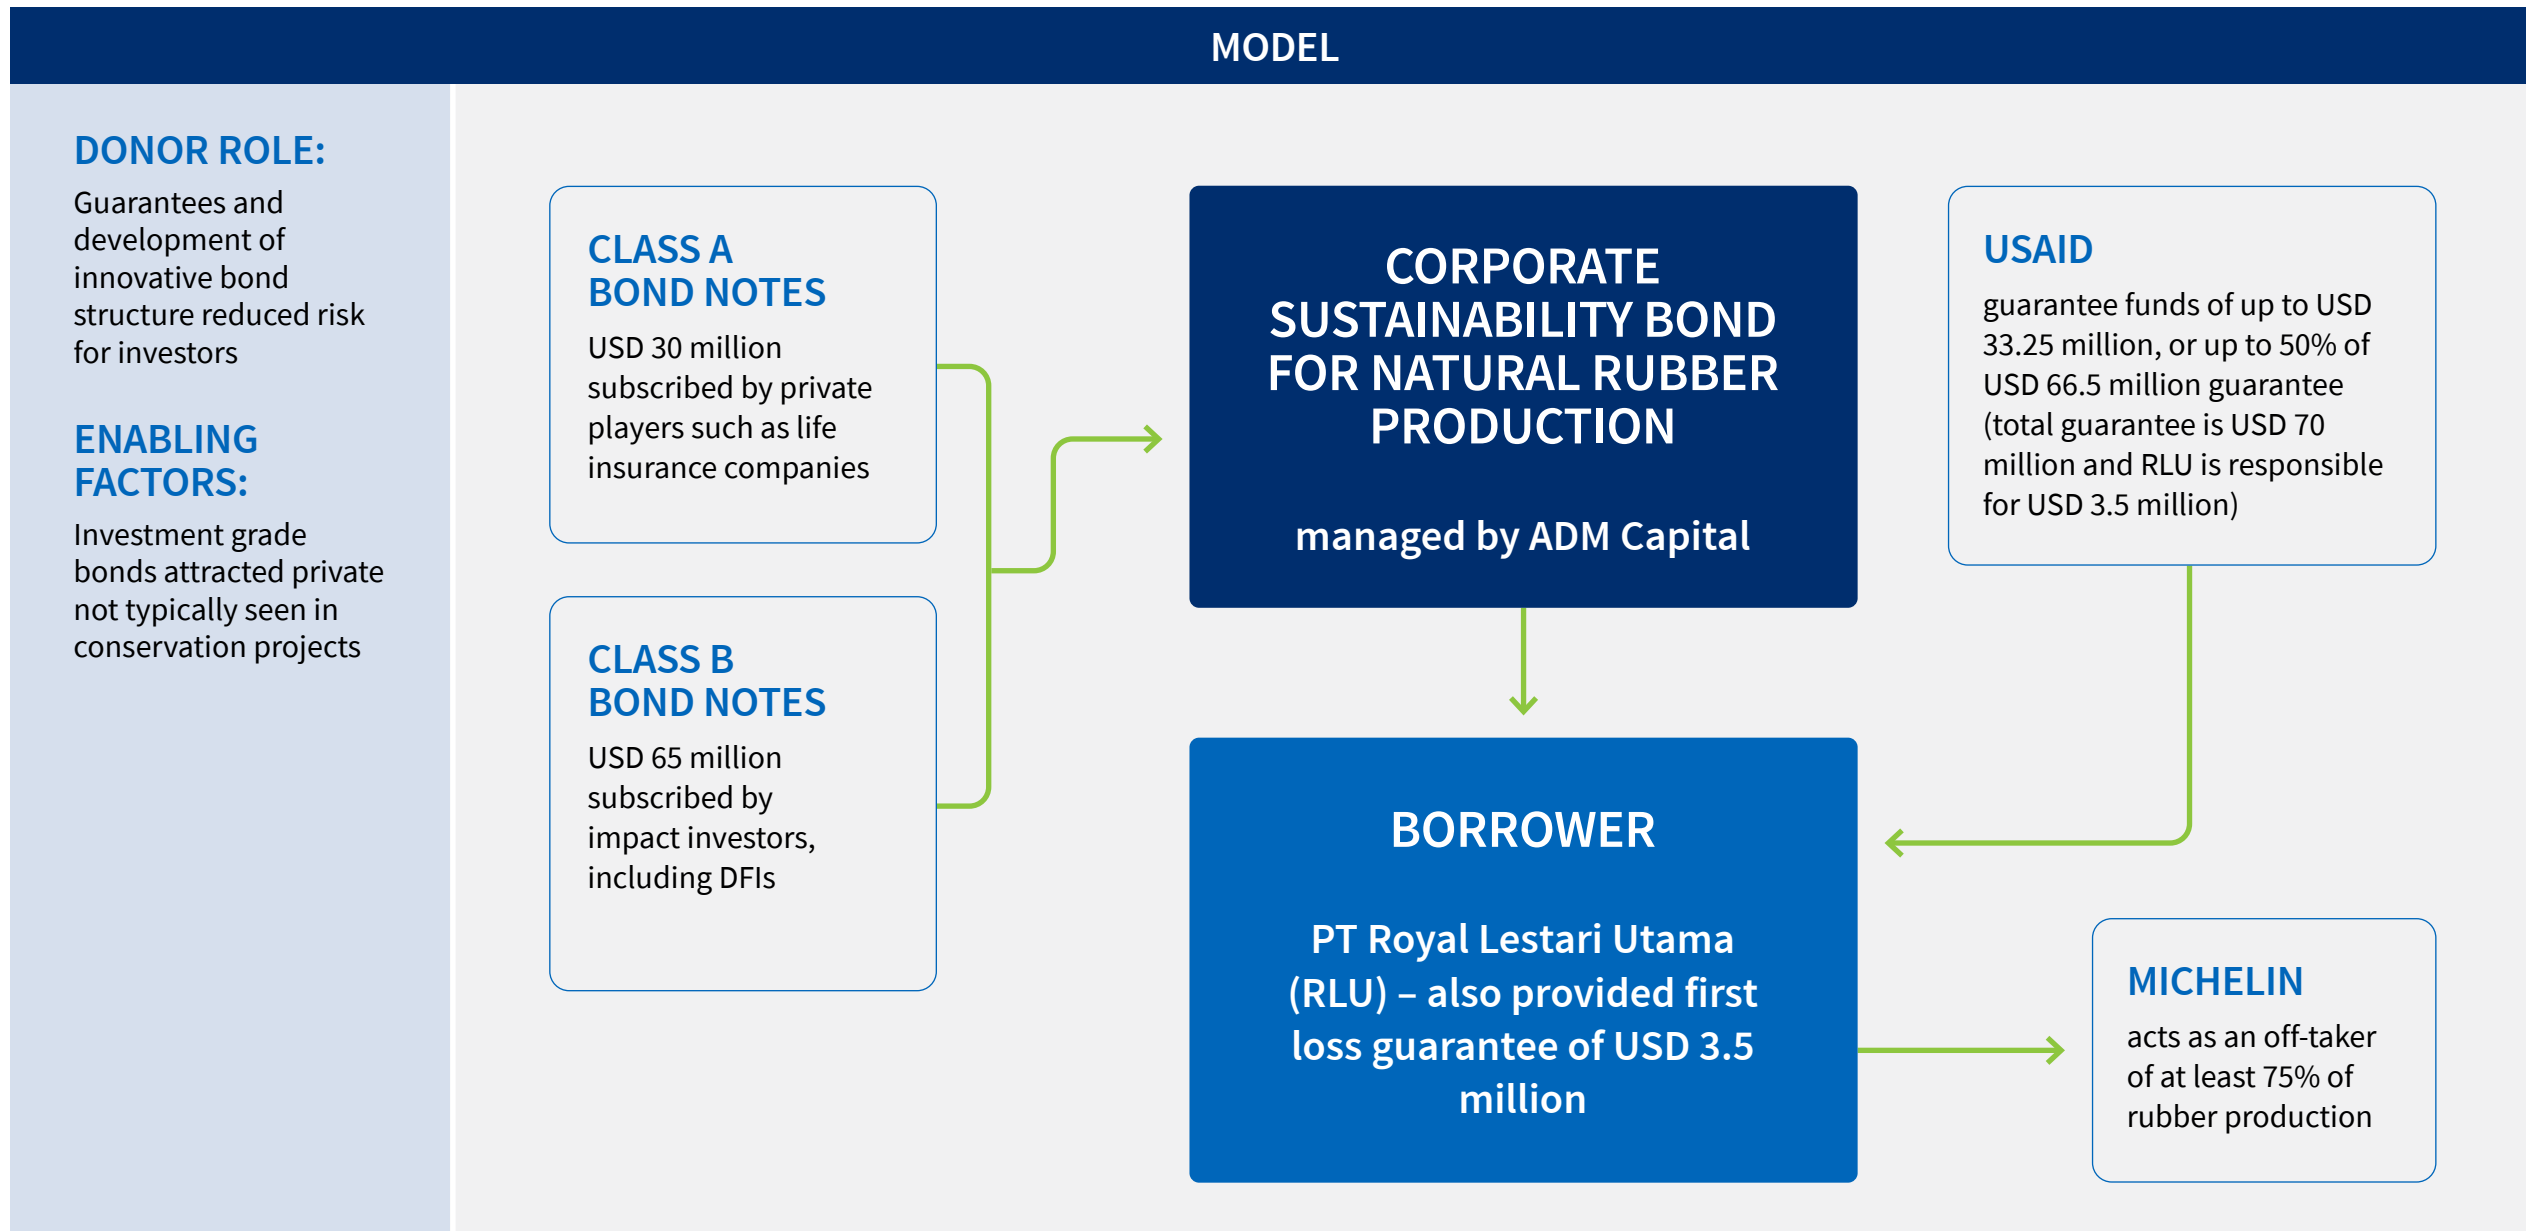 MODEL
DONOR ROLE:
Guarantees and
development of
innovative bond
structure reduced risk
for investors
ENABLING
FACTORS:
Investment grade
bonds attracted private
not typically seen in
conservation projects
CLASS A
BOND NOTES
USD 30 million
subscribed by private
players such as life
insurance companies
CLASS B
BOND NOTES
USD 65 million
subscribed by
impact investors,
including DFIs
CORPORATE
SUSTAINABILITY BOND
FOR NATURAL RUBBER
PRODUCTION
managed by ADM Capital
BORROWER
PT Royal Lestari Utama
(RLU) – also provided first
loss guarantee of USD 3.5
million
USAID
guarantee funds of up to USD
33.25 million, or up to 50% of
USD 66.5 million guarantee
(total guarantee is USD 70
million and RLU is responsible
for USD 3.5 million)
MICHELIN
acts as an off-taker
of at least 75% of
rubber production